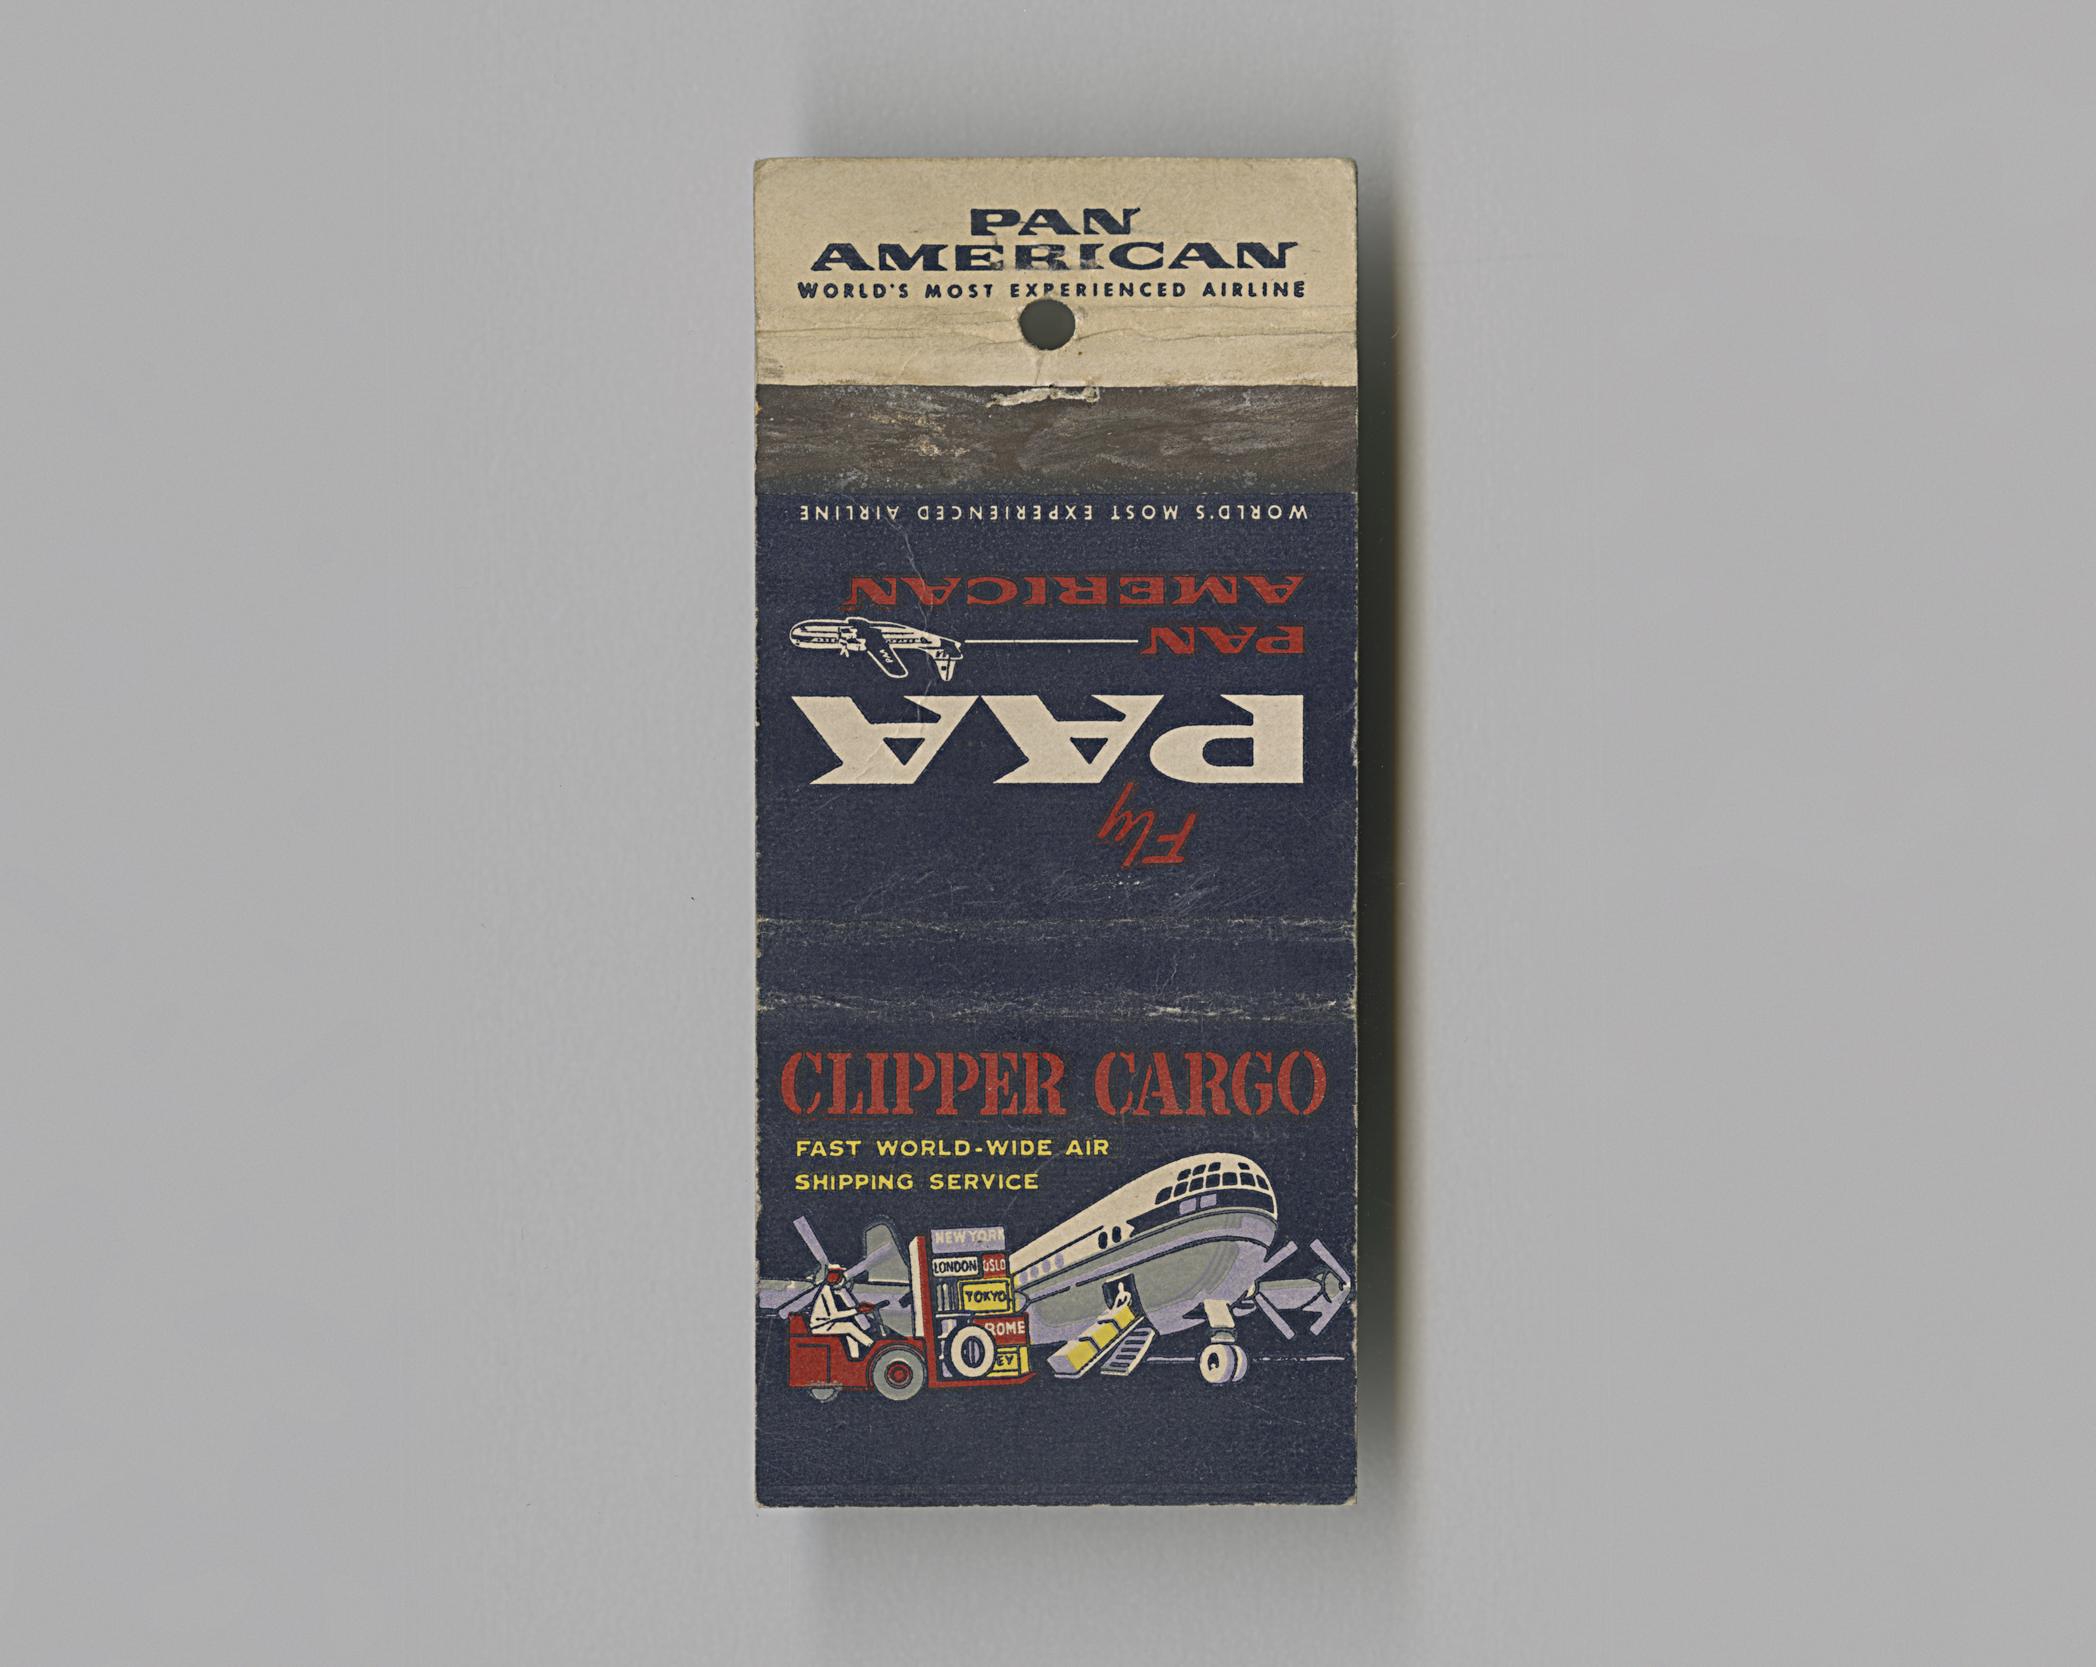 PAN
AMERICAN
WORLD'S MOST EXPERIENCED AIRLINE
Fly
PAA
PAN
AMERICAN
WORLD'S MOST EXPERIENCED AIRLINE
CLIPPER CARGO
FAST WORLD-WIDE AIR
SHIPPING SERVICE
NEW YORK
LONDON OSLO
TOKYO
ROME
EY